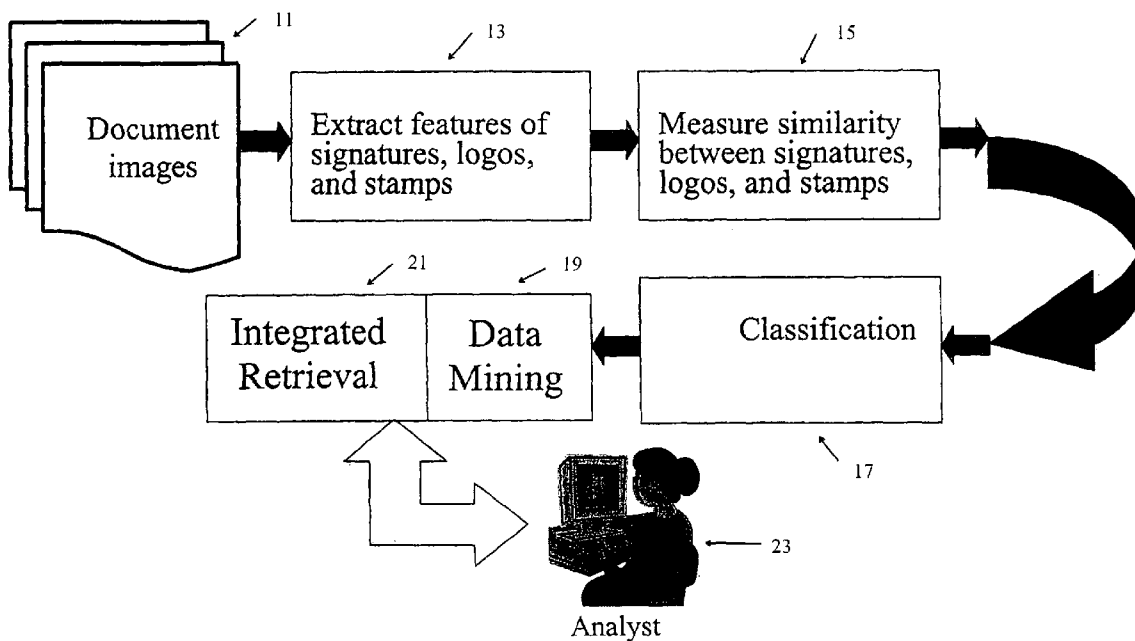 11
13
15
Document
images
Extract features of
signatures, logos,
and stamps
Measure similarity
between signatures,
logos, and stamps
21
19
Integrated
Retrieval
Data
Mining
Classification
17
23
Analyst